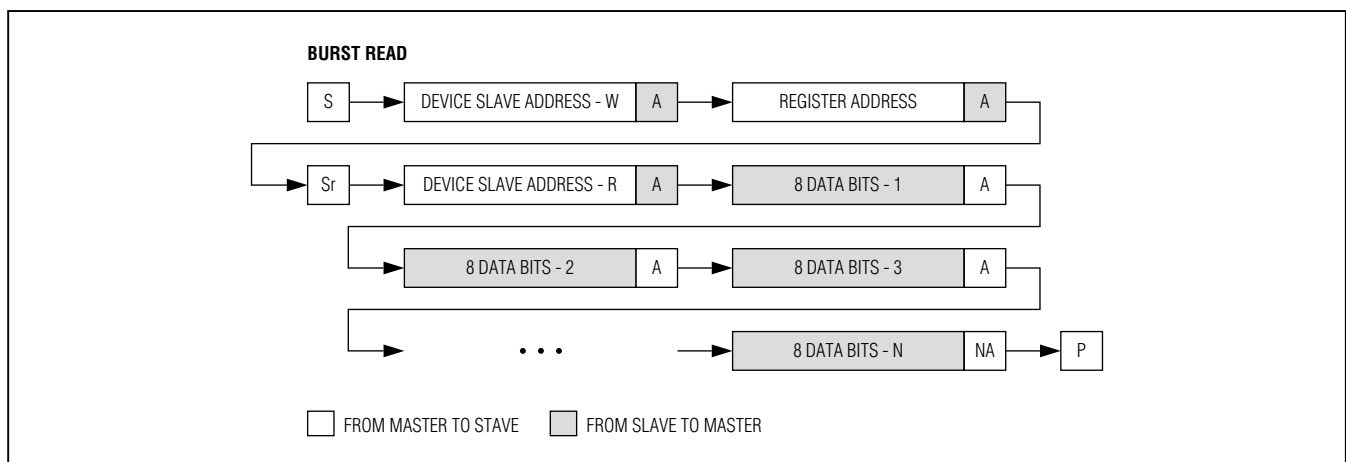 BURST READ
S DEVICE SLAVE ADDRESS - W A REGISTER ADDRESS A
Sr DEVICE SLAVE ADDRESS - R A 8 DATA BITS - 1 A
8 DATA BITS - 2 A 8 DATA BITS - 3 A
• • • 8 DATA BITS - N NA P
FROM MASTER TO STAVE FROM SLAVE TO MASTER